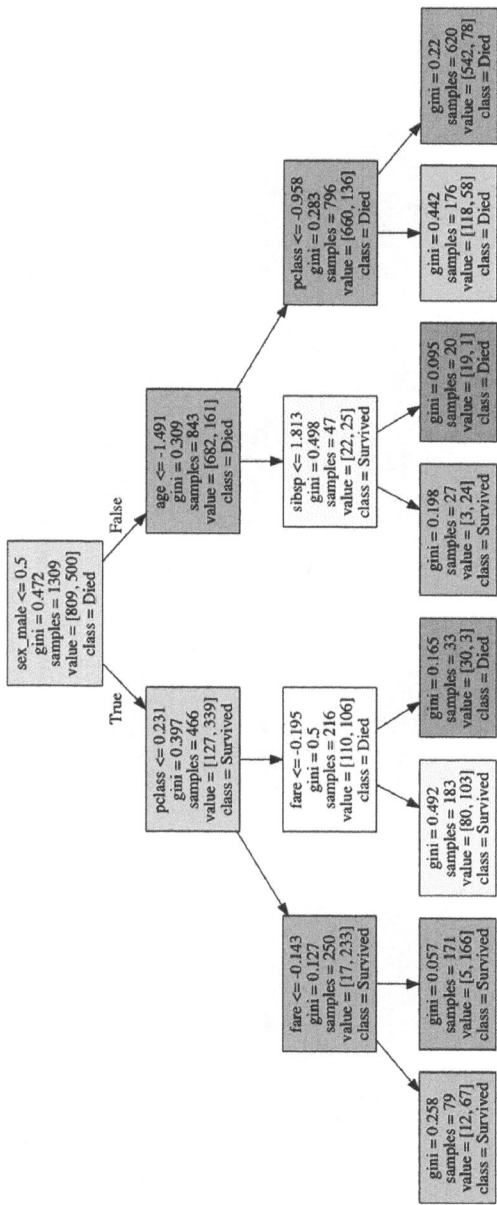 sex_male <= 0.5
gini = 0.472
samples = 1309
value = [809, 500]
class = Died
True
False
pclass <= 0.231
gini = 0.397
samples = 466
value = [127, 339]
class = Survived
age <= -1.491
gini = 0.309
samples = 843
value = [682, 161]
class = Died
fare <= -0.143
gini = 0.127
samples = 250
value = [17, 233]
class = Survived
fare <= -0.195
gini = 0.5
samples = 216
value = [110, 106]
class = Died
sibsp <= 1.813
gini = 0.498
samples = 47
value = [22, 25]
class = Survived
pclass <= -0.958
gini = 0.283
samples = 796
value = [660, 136]
class = Died
gini = 0.258
samples = 79
value = [12, 67]
class = Survived
gini = 0.057
samples = 171
value = [5, 166]
class = Survived
gini = 0.492
samples = 183
value = [80, 103]
class = Survived
gini = 0.165
samples = 33
value = [30, 3]
class = Died
gini = 0.198
samples = 27
value = [3, 24]
class = Survived
gini = 0.095
samples = 20
value = [19, 1]
class = Died
gini = 0.442
samples = 176
value = [118, 58]
class = Died
gini = 0.22
samples = 620
value = [542, 78]
class = Died